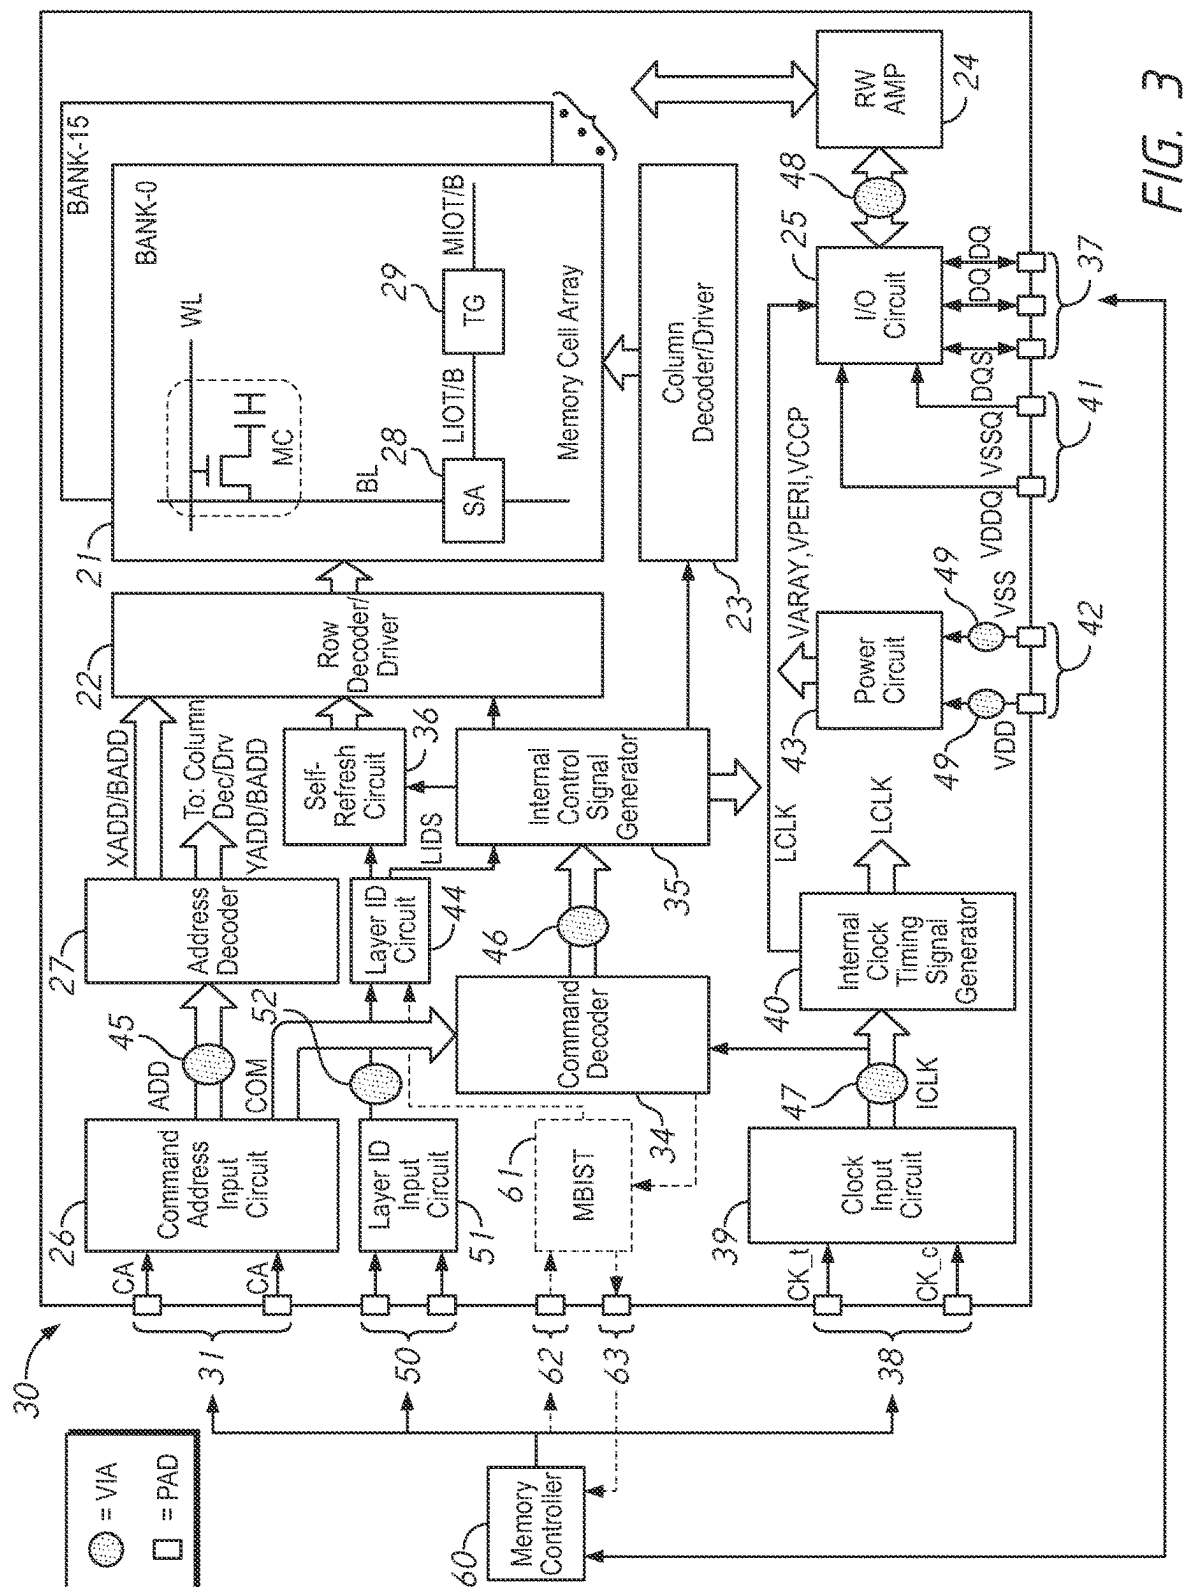 = VIA
= PAD
30
BANK-15
BANK-0
WL
MC
BL
28
SA
LIOT/B
29
TG
MIOT/B
Memory Cell Array
21
22
Row
Decoder/
Driver
XADD/BADD
To: Column
Dec/Drv
YADD/BADD
27
Address
Decoder
45
ADD
COM
26
Command
Address
Input
Circuit
CA
CA
31
50
Layer ID
Input
Circuit
51
52
Layer ID
Circuit
44
LIDS
Self-
Refresh
Circuit
36
Internal
Control
Signal
Generator
35
46
Command
Decoder
34
61
MBIST
62
63
60
Memory
Controller
Column
Decoder/Driver
23
39
Clock
Input
Circuit
CK_t
CK_c
38
47
ICLK
40
Internal
Clock
Timing
Signal
Generator
LCLK
LCLK
VARAY,VPERI,VCCP
43
Power
Circuit
49
49
VDD
VSS
42
VDDQ
VSSQ
41
DQS
DQ
DQ
37
25
I/O
Circuit
48
RW
AMP
24
FIG. 3